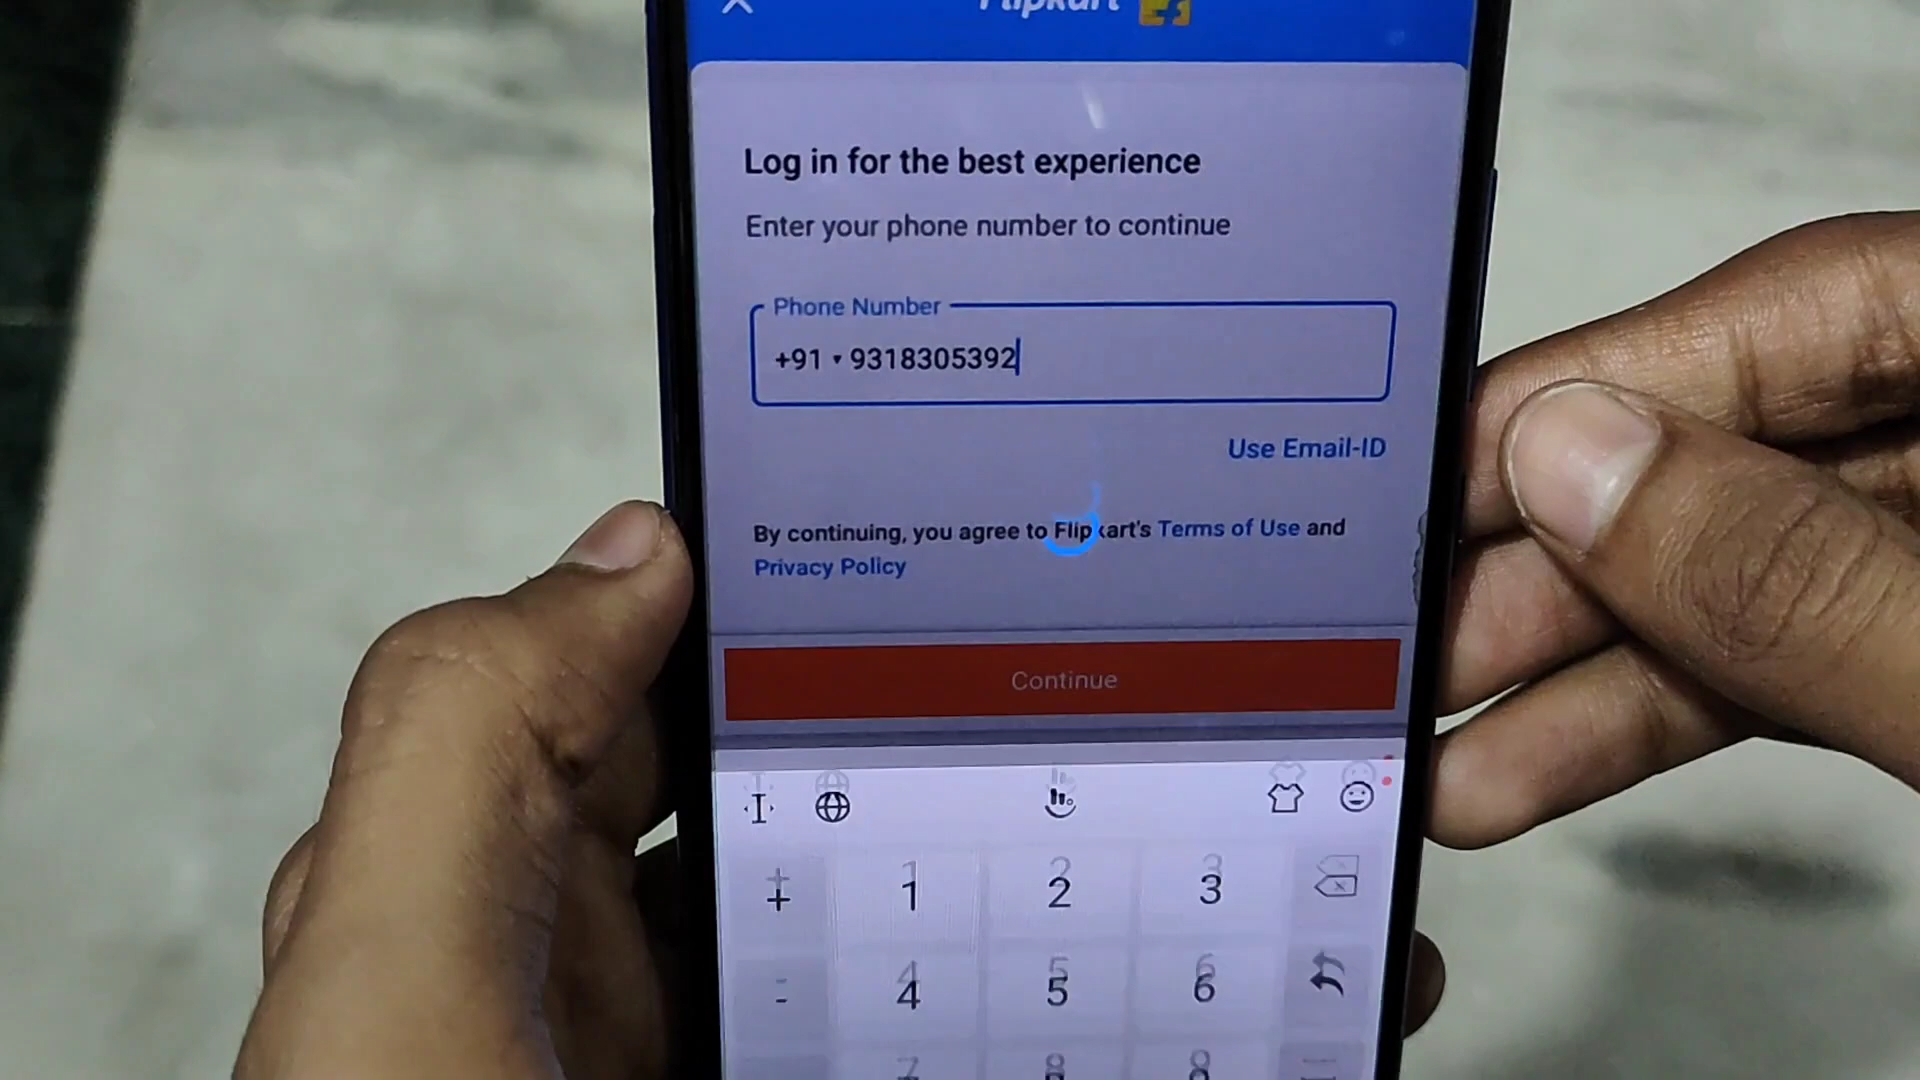 Flipkart
Log in for the best experience
Enter your phone number to continue
Phone Number
+91 9318305392
Use Email-ID
By continuing, you agree to Flipkart's Terms of Use and
Privacy Policy
Continue
+ 1 2 3
- 4 5 6